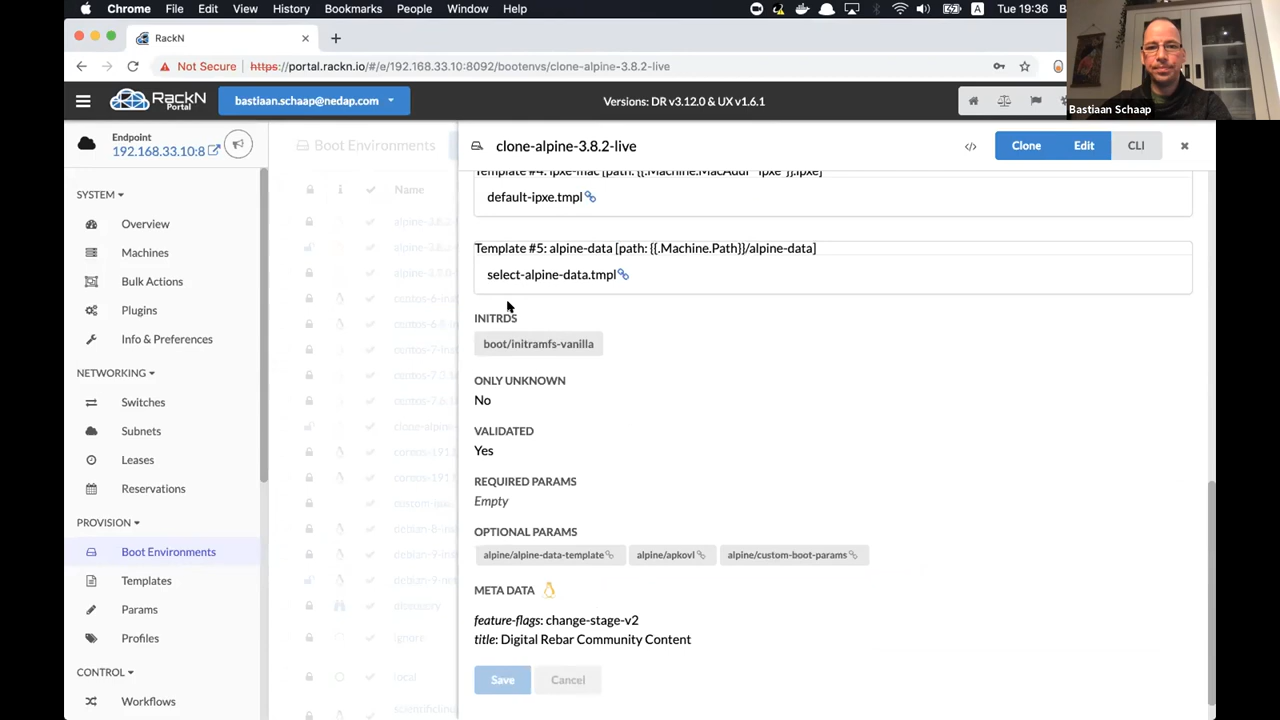 Chrome File Edit View History Bookmarks People Window Help
A Tue 19:36
RackN
Not Secure https://portal.rackn.io/#/e/192.168.33.10:8092/bootenvs/clone-alpine-3.8.2-live
Bastiaan Schaap
RackN Portal
bastiaan.schaap@nedap.com
Versions: DR v3.12.0 & UX v1.6.1
Endpoint
192.168.33.10:8
Boot Environments
clone-alpine-3.8.2-live
</> Clone Edit CLI
Name
SYSTEM
Overview
Machines
Bulk Actions
Plugins
Info & Preferences
NETWORKING
Switches
Subnets
Leases
Reservations
PROVISION
Boot Environments
Templates
Params
Profiles
CONTROL
Workflows
default-ipxe.tmpl
Template #5: alpine-data [path: {{.Machine.Path}}/alpine-data]
select-alpine-data.tmpl
INITRDS
boot/initramfs-vanilla
ONLY UNKNOWN
No
VALIDATED
Yes
REQUIRED PARAMS
Empty
OPTIONAL PARAMS
alpine/alpine-data-template alpine/apkovl alpine/custom-boot-params
META DATA
feature-flags: change-stage-v2
title: Digital Rebar Community Content
Save Cancel